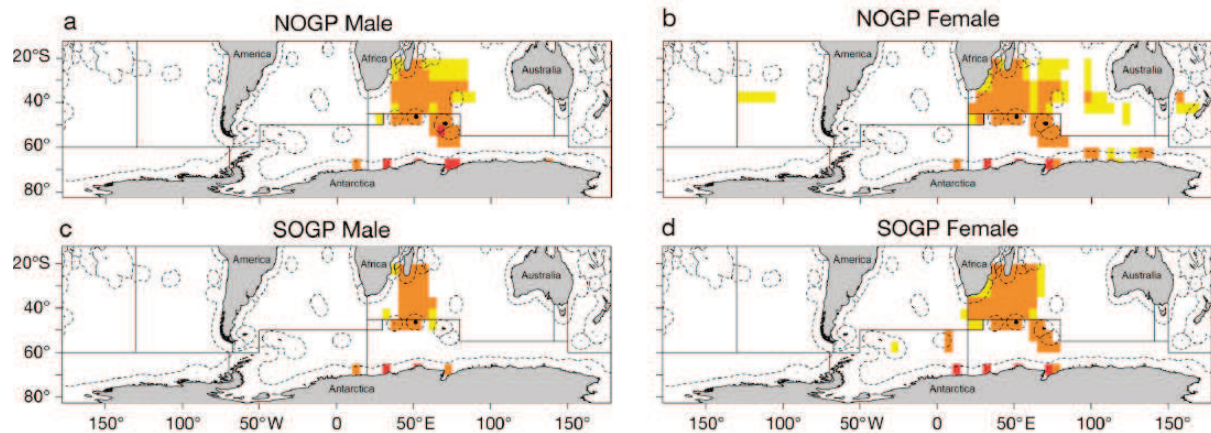 a NOGP Male
b NOGP Female
20°S
America
Africa
Australia
America
Africa
Australia
40°
60°
Antarctica
Antarctica
80°
c SOGP Male
d SOGP Female
20°S
America
Africa
Australia
America
Africa
Australia
40°
60°
Antarctica
Antarctica
80°
150° 100° 50°W 0° 50°E 100° 150°
150° 100° 50°W 0° 50°E 100° 150°